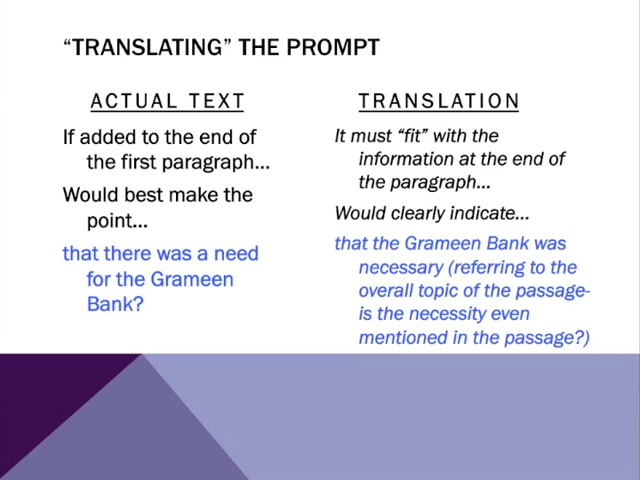 “TRANSLATING” THE PROMPT
ACTUAL TEXT
If added to the end of
the first paragraph…
Would best make the
point…
that there was a need
for the Grameen
Bank?
TRANSLATION
It must “fit” with the
information at the end of
the paragraph…
Would clearly indicate…
that the Grameen Bank was
necessary (referring to the
overall topic of the passage-
is the necessity even
mentioned in the passage?)